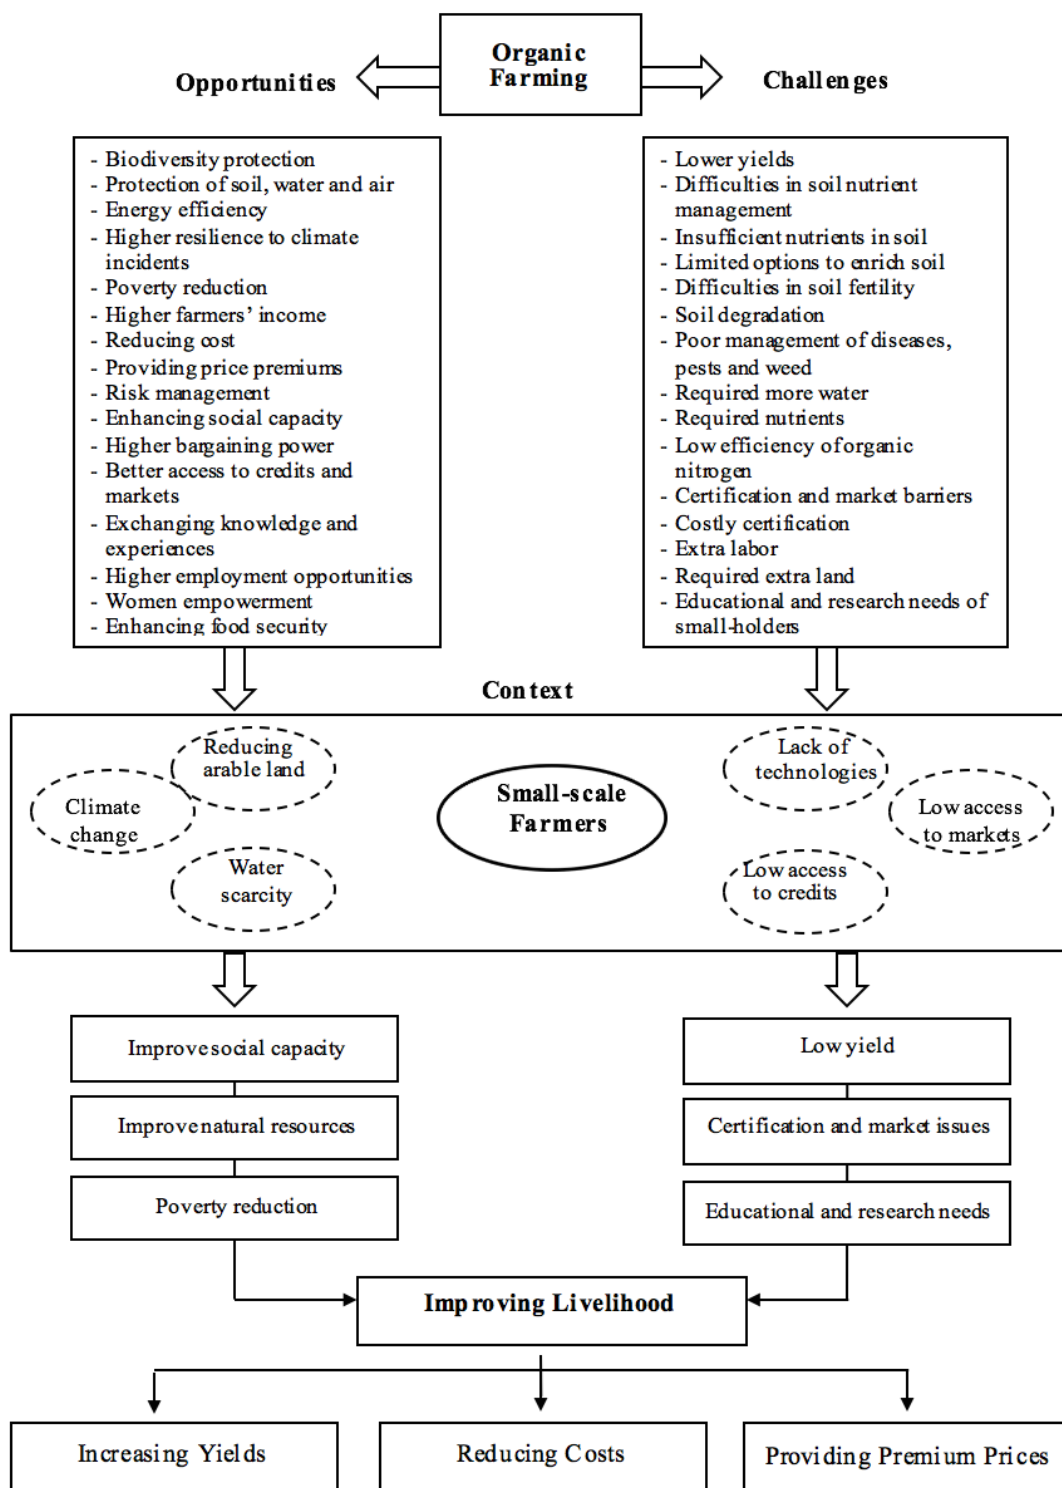 Organic
Farming
Opportunities
Challenges
- Biodiversity protection
- Protection of soil, water and air
- Energy efficiency
- Higher resilience to climate
incidents
- Poverty reduction
- Higher farmers' income
- Reducing cost
- Providing price premiums
- Risk management
- Enhancing social capacity
- Higher bargaining power
- Better access to credits and
markets
- Exchanging knowledge and
experiences
- Higher employment opportunities
- Women empowerment
- Enhancing food security
- Lower yields
- Difficulties in soil nutrient
management
- Insufficient nutrients in soil
- Limited options to enrich soil
- Difficulties in soil fertility
- Soil degradation
- Poor management of diseases,
pests and weed
- Required more water
- Required nutrients
- Low efficiency of organic
nitrogen
- Certification and market barriers
- Costly certification
- Extra labor
- Required extra land
- Educational and research needs of
small-holders
Context
Reducing
arable land
Climate
change
Water
scarcity
Small-scale
Farmers
Lack of
technologies
Low access
to markets
Low access
to credits
Improve social capacity
Improve natural resources
Poverty reduction
Low yield
Certification and market issues
Educational and research needs
Improving Livelihood
Increasing Yields
Reducing Costs
Providing Premium Prices